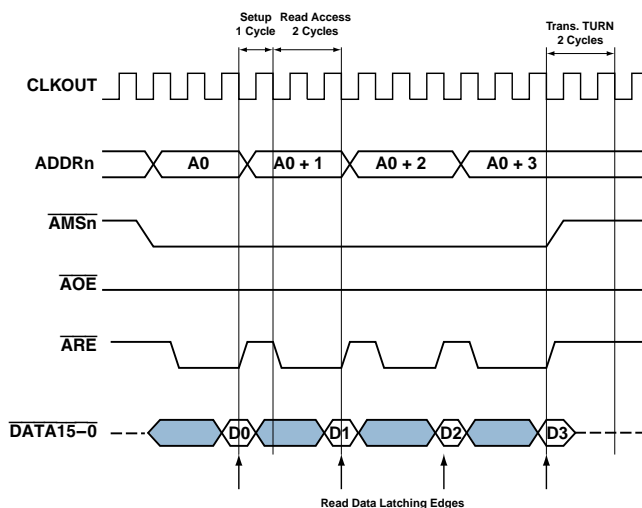 Setup
1 Cycle
Read Access
2 Cycles
Trans. TURN
2 Cycles
CLKOUT
ADDRn
A0
A0 + 1
A0 + 2
A0 + 3
AMSn
AOE
ARE
DATA15–0
D0
D1
D2
D3
Read Data Latching Edges